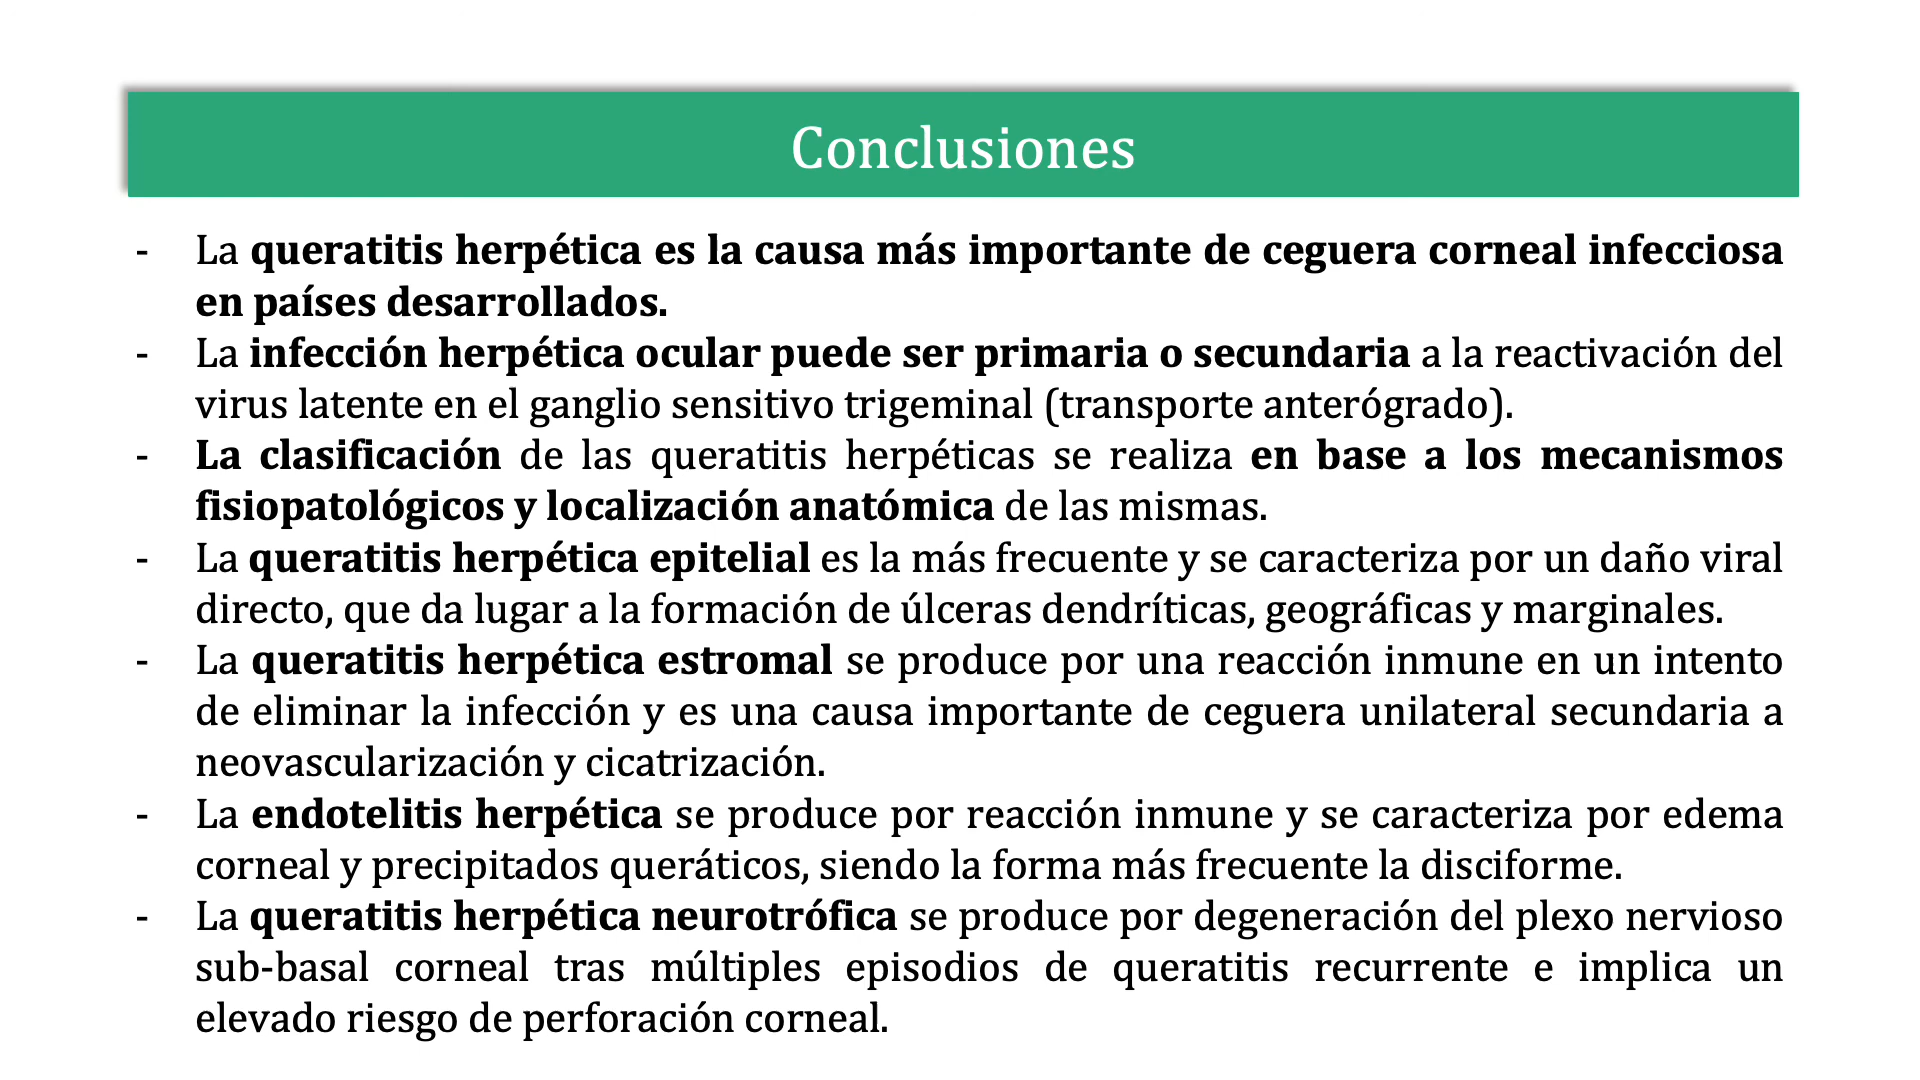 Conclusiones
- La queratitis herpética es la causa más importante de ceguera corneal infecciosa
en países desarrollados.
- La infección herpética ocular puede ser primaria o secundaria a la reactivación del
virus latente en el ganglio sensitivo trigeminal (transporte anterógrado).
- La clasificación de las queratitis herpéticas se realiza en base a los mecanismos
fisiopatológicos y localización anatómica de las mismas.
- La queratitis herpética epitelial es la más frecuente y se caracteriza por un daño viral
directo, que da lugar a la formación de úlceras dendríticas, geográficas y marginales.
- La queratitis herpética estromal se produce por una reacción inmune en un intento
de eliminar la infección y es una causa importante de ceguera unilateral secundaria a
neovascularización y cicatrización.
- La endotelitis herpética se produce por reacción inmune y se caracteriza por edema
corneal y precipitados queráticos, siendo la forma más frecuente la disciforme.
- La queratitis herpética neurotrófica se produce por degeneración del plexo nervioso
sub-basal corneal tras múltiples episodios de queratitis recurrente e implica un
elevado riesgo de perforación corneal.